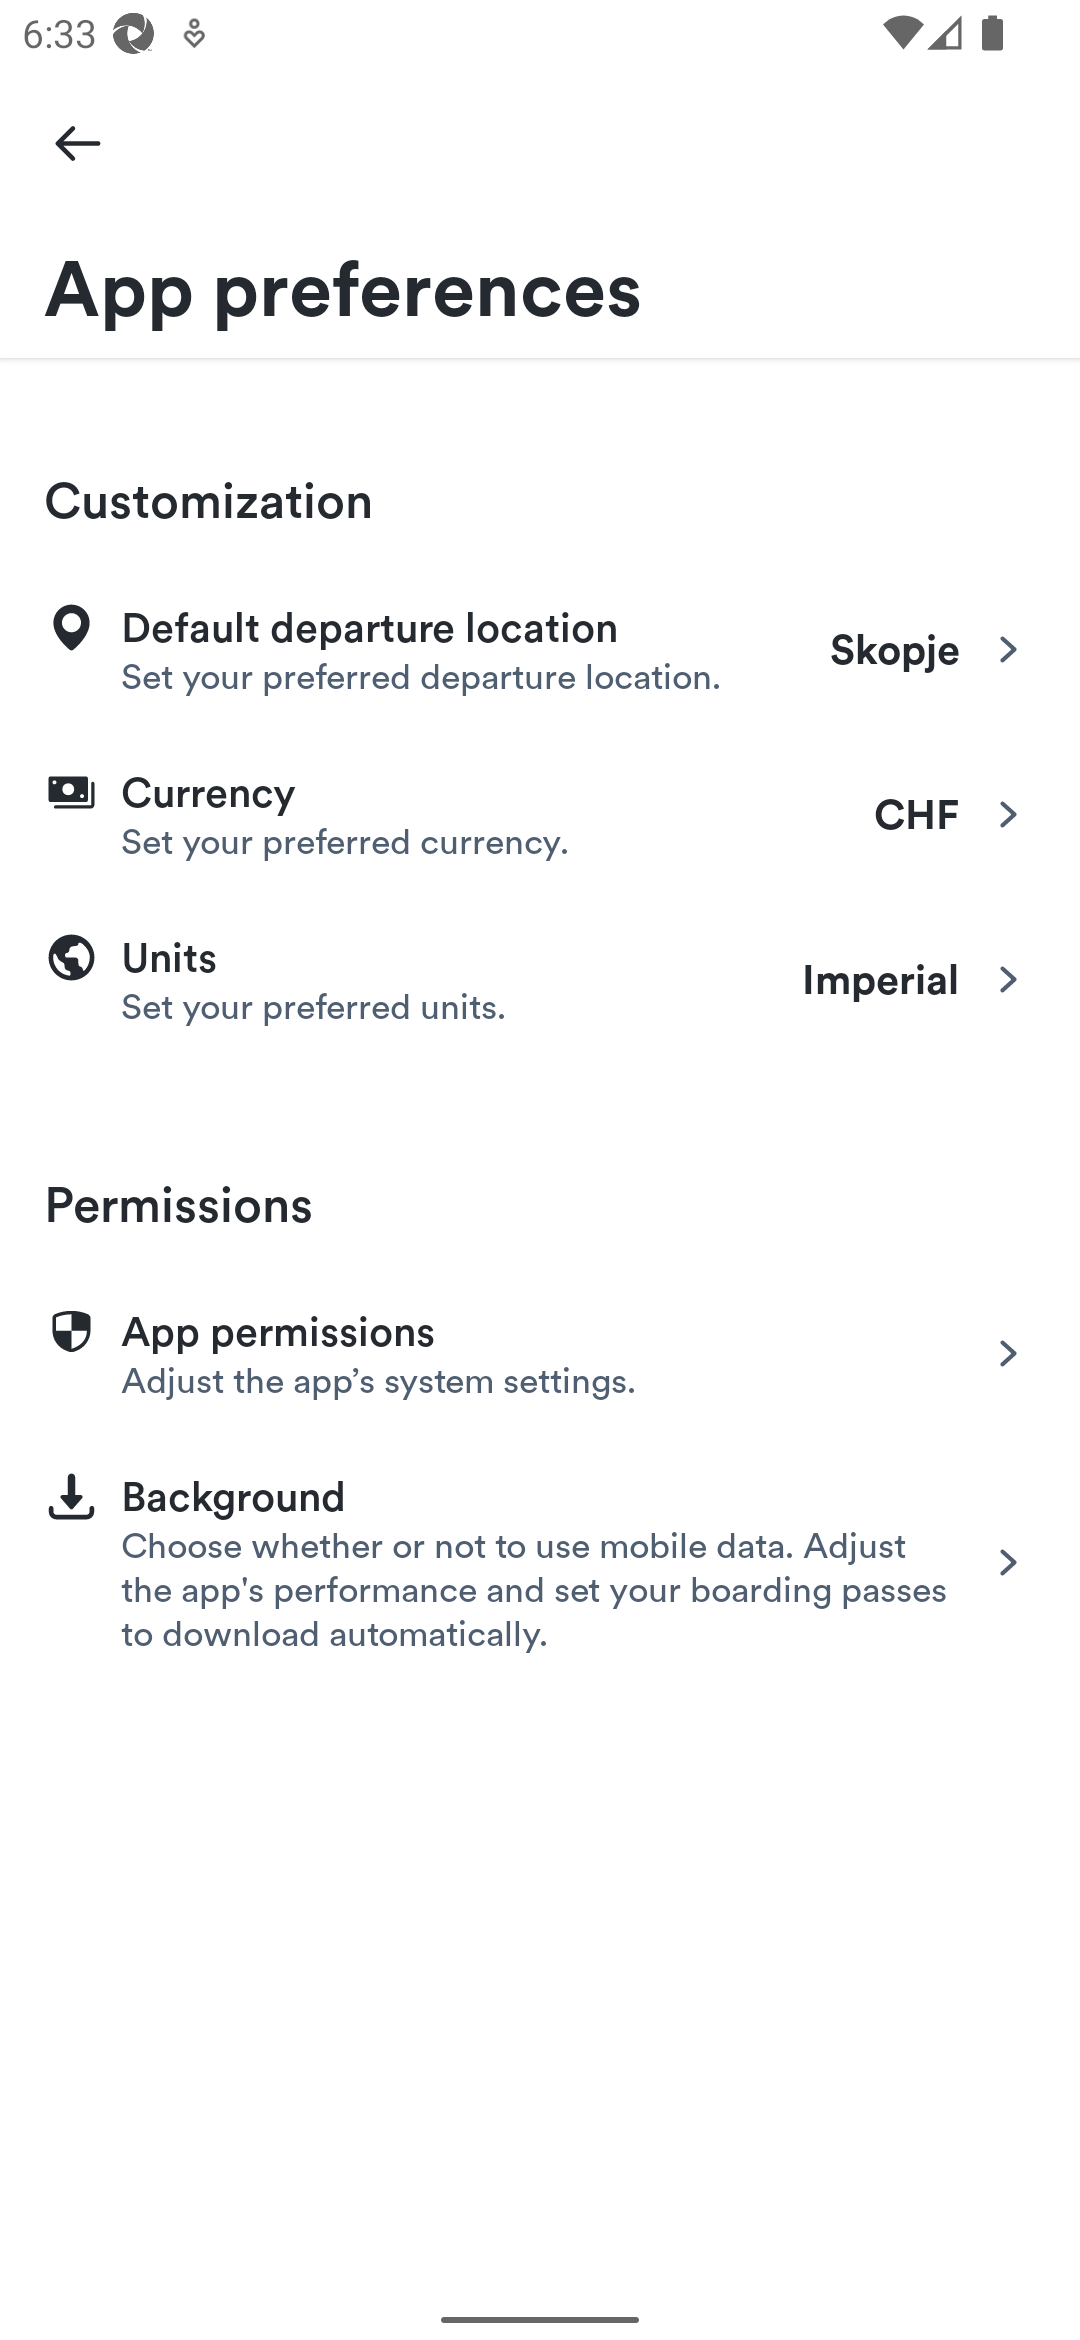 6:33
App preferences
Customization
Default departure location
Set your preferred departure location.
Skopje
Currency
Set your preferred currency.
CHF
Units
Set your preferred units.
Imperial
Permissions
App permissions
Adjust the app’s system settings.
Background
Choose whether or not to use mobile data. Adjust
the app's performance and set your boarding passes
to download automatically.